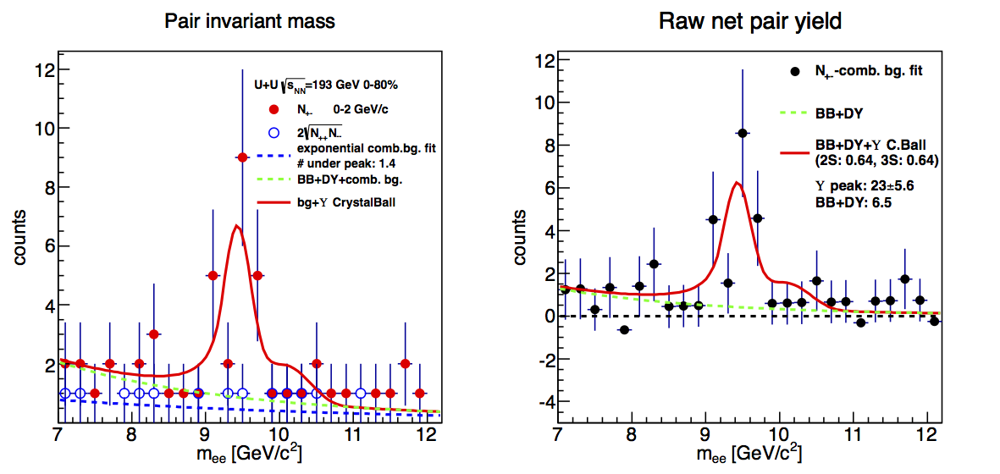 Pair invariant mass
12
10
8
6
4
2
counts
U+U √s_NN=193 GeV 0-80%
N+- 0-2 GeV/c
2√N++N--
exponential comb.bg. fit
# under peak: 1.4
BB+DY+comb. bg.
bg+ϒ CrystalBall
7 8 9 10 11 12
m_ee [GeV/c²]
Raw net pair yield
12
10
8
6
4
2
0
-2
-4
counts
N+--comb. bg. fit
BB+DY
BB+DY+ϒ C.Ball
(2S: 0.64, 3S: 0.64)
ϒ peak: 23±5.6
BB+DY: 6.5
7 8 9 10 11 12
m_ee [GeV/c²]